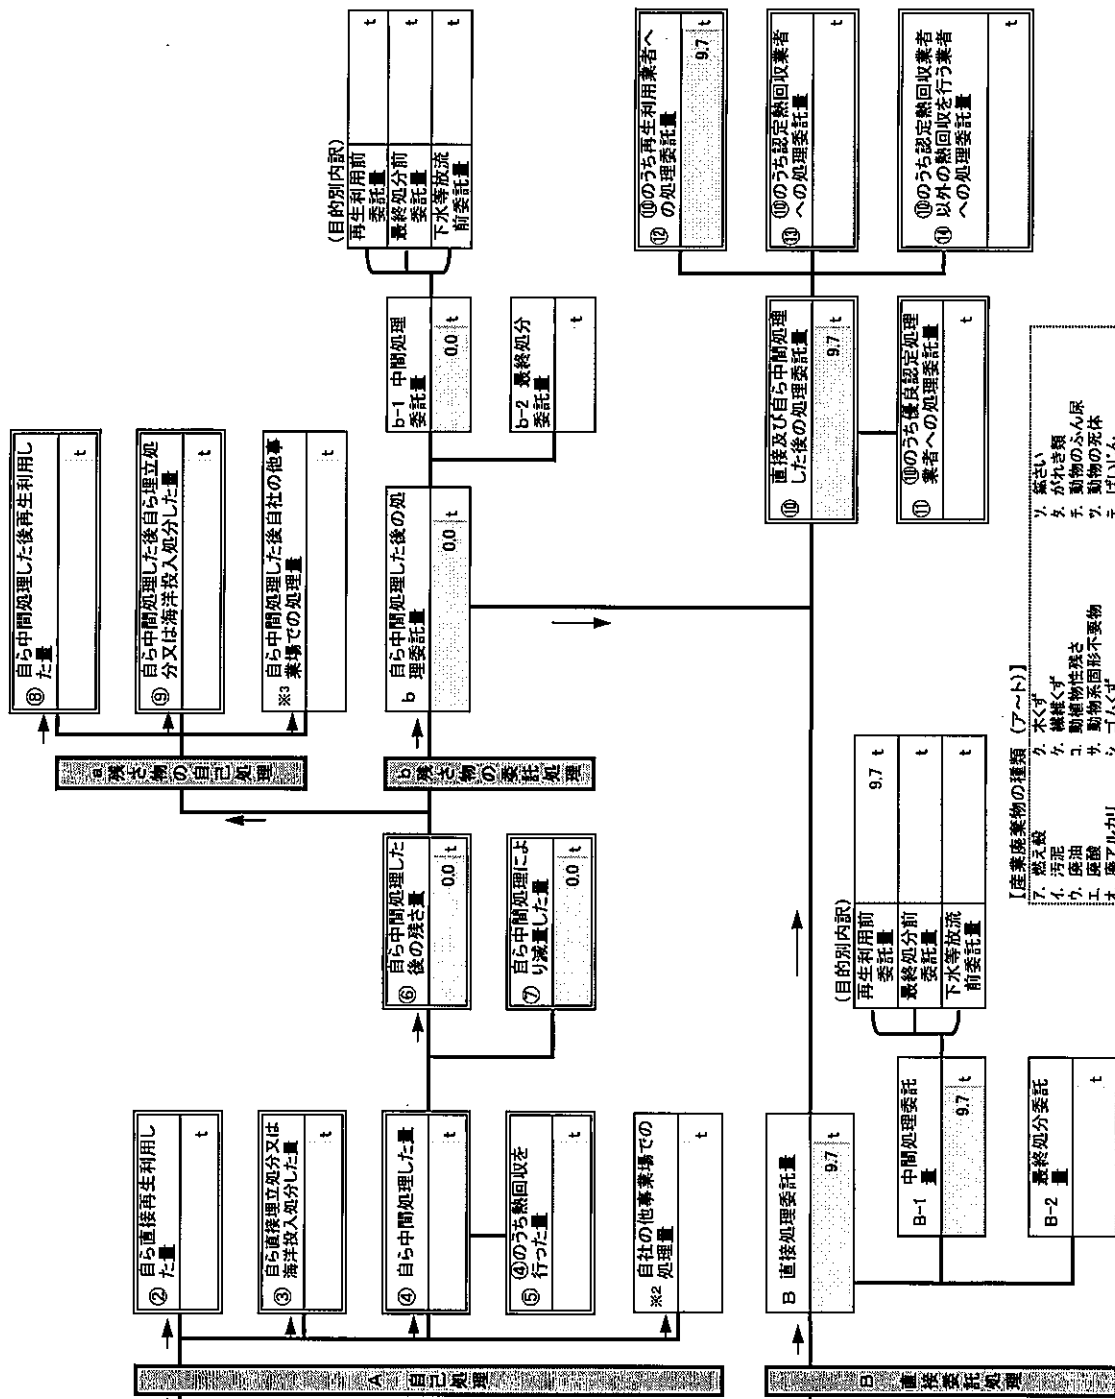 A 自己処理
② 自ら直接再生利用し
た量
t
③ 自ら直接埋立処分又は
海洋投入処分した量
t
④ 自ら中間処理した量
t
⑤ ④のうち熱回収を
行った量
t
※2 自社の他事業場での
処理量
t
⑥ 自ら中間処理した
後の残さ量
0.0 t
⑦ 自ら中間処理によ
り減量した量
0.0 t
a 残さ物の自己処理
⑧ 自ら中間処理した後再生利用し
た量
t
⑨ 自ら中間処理した後自ら埋立処
分又は海洋投入処分した量
t
※3 自ら中間処理した後自社の他事
業場での処理量
t
b 残さ物の委託処理
b 自ら中間処理した後の処
理委託量
0.0 t
b-1 中間処理
委託量
0.0 t
b-2 最終処分
委託量
t
(目的別内訳)
再生利用前
委託量
t
最終処分前
委託量
t
下水等放流
前委託量
t
B 直接委託処理
B 直接処理委託量
9.7 t
B-1 中間処理委託
量
9.7 t
B-2 最終処分委託
量
t
(目的別内訳)
再生利用前
委託量
9.7 t
最終処分前
委託量
t
下水等放流
前委託量
t
⑩ 直接及び自ら中間処理
した後の処理委託量
9.7 t
⑪ ⑩のうち優良認定処理
業者への処理委託量
t
⑫ ⑩のうち再生利用業者へ
の処理委託量
9.7 t
⑬ ⑩のうち認定熱回収業者
への処理委託量
t
⑭ ⑩のうち認定熱回収業者
以外の熱回収を行う業者
への処理委託量
t
【産業廃棄物の種類 (ア～ト)】
ア. 燃え殻 ク. 木くず ソ. 鉱さい
イ. 汚泥 ケ. 繊維くず タ. がれき類
ウ. 廃油 コ. 動植物性残さ チ. 動物のふん尿
エ. 廃酸 サ. 動物系固形不要物 ツ. 動物の死体
オ. 廃アルカリ シ. ゴムくず テ. ばいじん